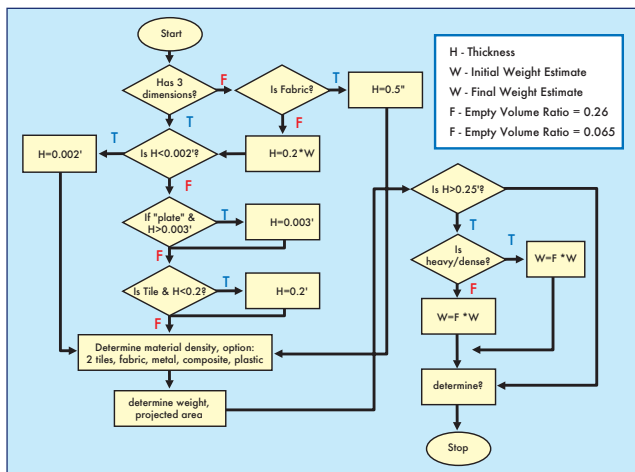 Start
Has 3
dimensions?
F
Is Fabric?
T
H=0.5"
T
F
H=0.002'
T
Is H<0.002'?
H=0.2*W
F
If "plate" &
H>0.003'
T
H=0.003'
F
Is Tile & H<0.2?
T
H=0.2'
F
Determine material density, option:
2 tiles, fabric, metal, composite, plastic
determine weight,
projected area
H - Thickness
W - Initial Weight Estimate
W - Final Weight Estimate
F - Empty Volume Ratio = 0.26
F - Empty Volume Ratio = 0.065
Is H>0.25'?
T
Is
heavy/dense?
T
W=F *W
F
W=F *W
determine?
Stop